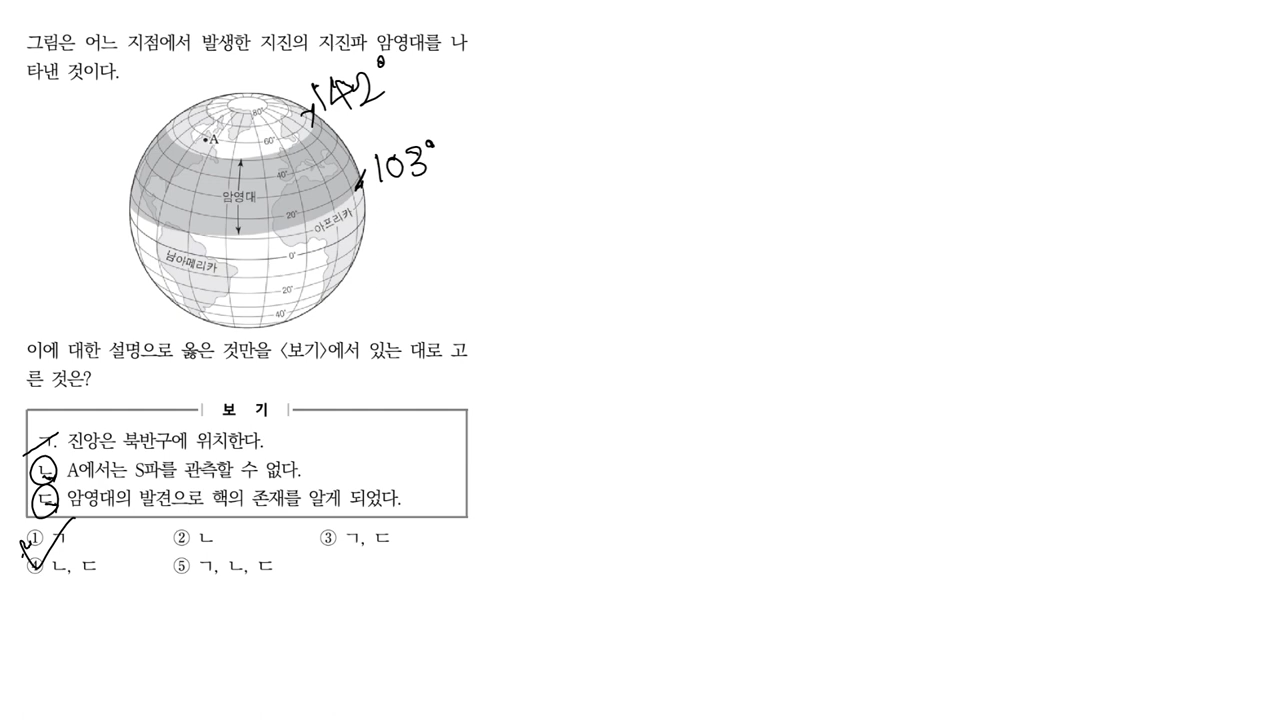 그림은 어느 지점에서 발생한 지진의 지진파 암영대를 나
타낸 것이다.
142°
80°
A
60°
103°
40°
암영대
20°
아프리카
0°
남아메리카
20°
40°
이에 대한 설명으로 옳은 것만을 〈보기〉에서 있는 대로 고
른 것은?
보 기
ㄱ. 진앙은 북반구에 위치한다.
ㄴ. A에서는 S파를 관측할 수 없다.
ㄷ. 암영대의 발견으로 핵의 존재를 알게 되었다.
① ㄱ ② ㄴ ③ ㄱ, ㄷ
④ ㄴ, ㄷ ⑤ ㄱ, ㄴ, ㄷ